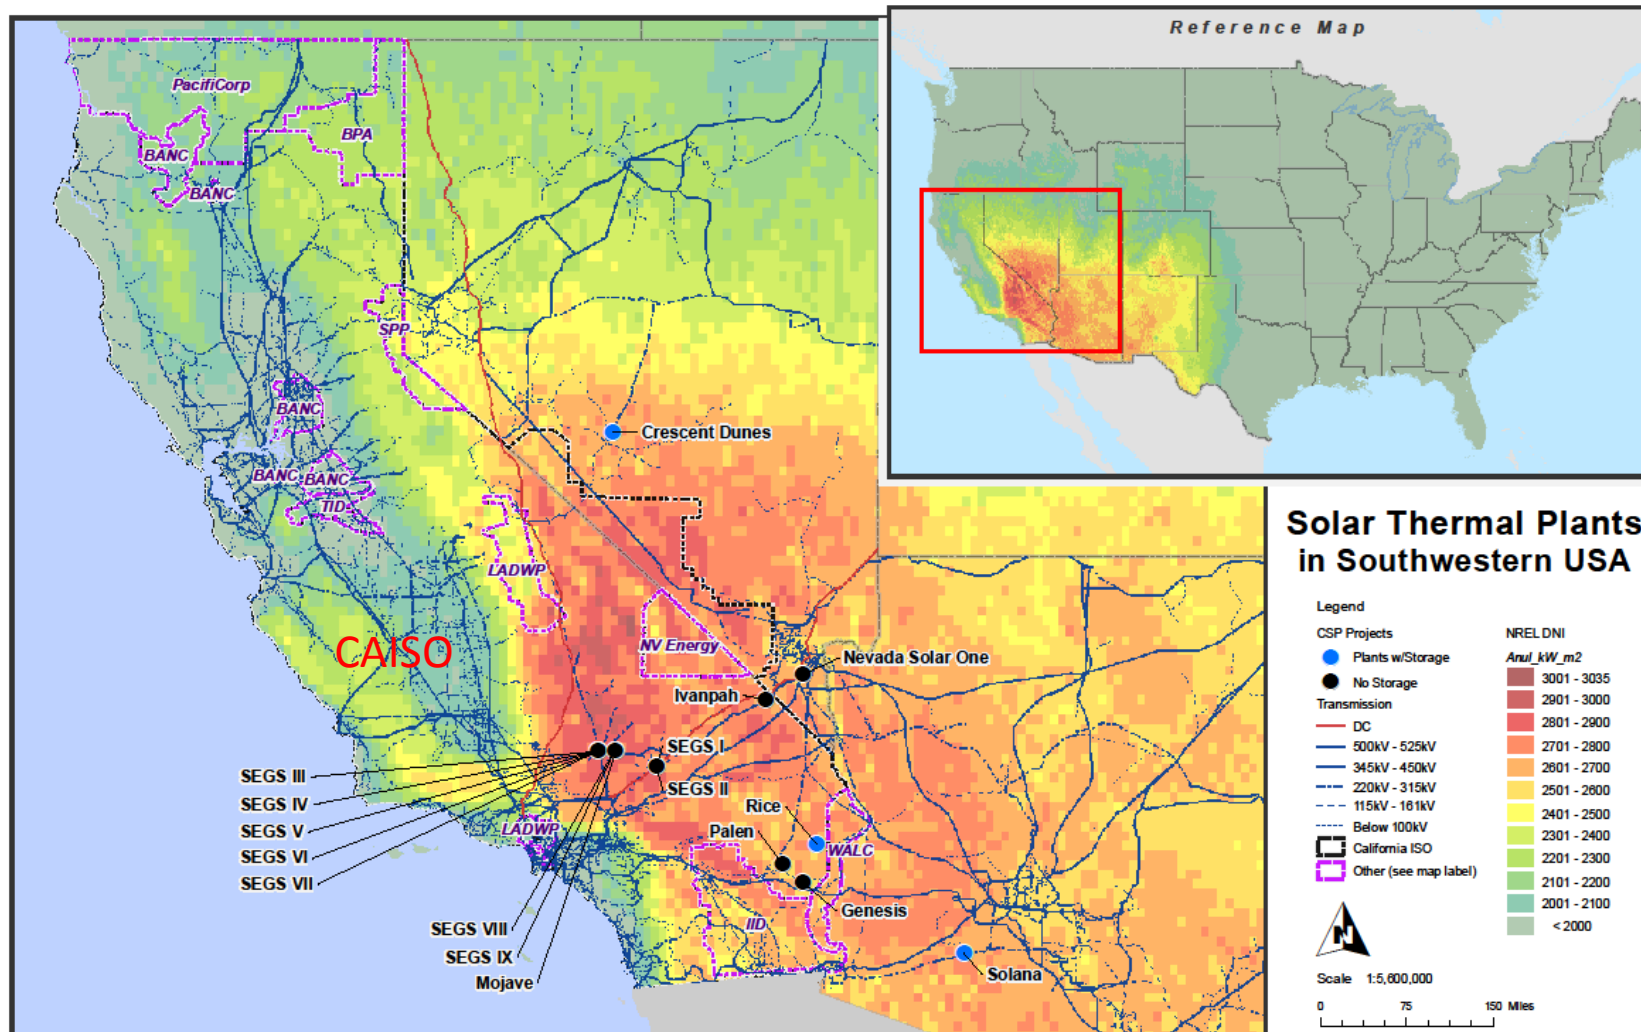 Reference Map
PacifiCorp
BPA
BANC
BANC
SPP
BANC
Crescent Dunes
BANC
BANC
TID
LADWP
CAISO
NV Energy
Nevada Solar One
Ivanpah
SEGS I
SEGS II
SEGS III
SEGS IV
SEGS V
SEGS VI
SEGS VII
LADWP
Rice
Palen
WALC
Genesis
IID
SEGS VIII
SEGS IX
Mojave
Solana
Solar Thermal Plants
in Southwestern USA
Legend
CSP Projects
Plants w/Storage
No Storage
Transmission
DC
500kV - 525kV
345kV - 450kV
220kV - 315kV
115kV - 161kV
Below 100kV
California ISO
Other (see map label)
NREL DNI
Anul_kW_m2
3001 - 3035
2901 - 3000
2801 - 2900
2701 - 2800
2601 - 2700
2501 - 2600
2401 - 2500
2301 - 2400
2201 - 2300
2101 - 2200
2001 - 2100
< 2000
N
Scale 1:5,600,000
0 75 150 Miles